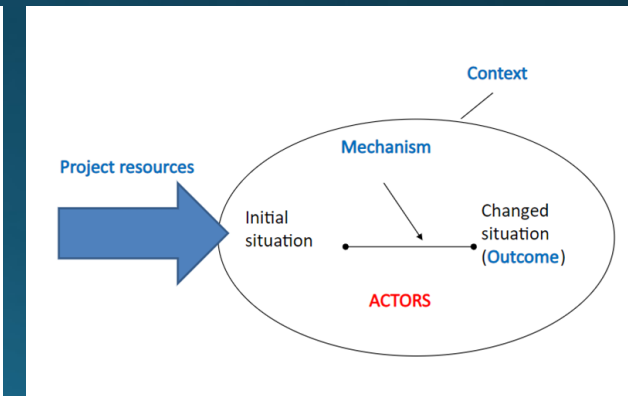 Context
Mechanism
Project resources
Initial
situation
Changed
situation
(Outcome)
ACTORS